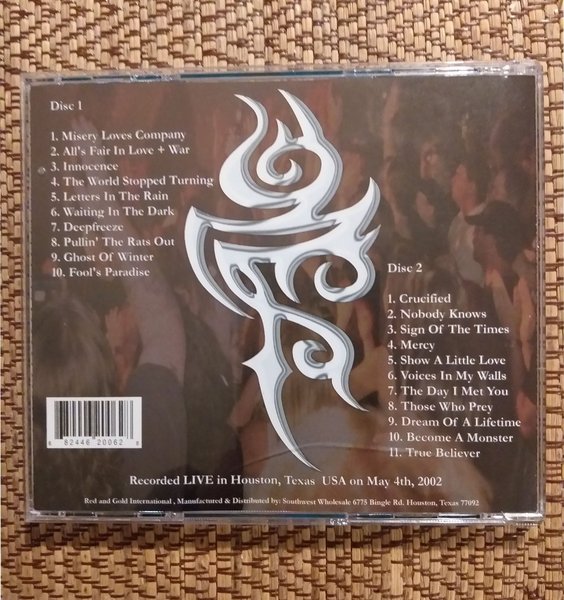 Disc 1
1. Misery Loves Company
2. All's Fair In Love + War
3. Innocence
4. The World Stopped Turning
5. Letters In The Rain
6. Waiting In The Dark
7. Deepfreeze
8. Pullin' The Rats Out
9. Ghost Of Winter
10. Fool's Paradise
Disc 2
1. Crucified
2. Nobody Knows
3. Sign Of The Times
4. Mercy
5. Show A Little Love
6. Voices In My Walls
7. The Day I Met You
8. Those Who Prey
9. Dream Of A Lifetime
10. Become A Monster
11. True Believer
6 82446 20062 8
Recorded LIVE in Houston, Texas USA on May 4th, 2002
Red and Gold International , Manufactured & Distributed by: Southwest Wholesale 6775 Bingle Rd. Houston, Texas 77092